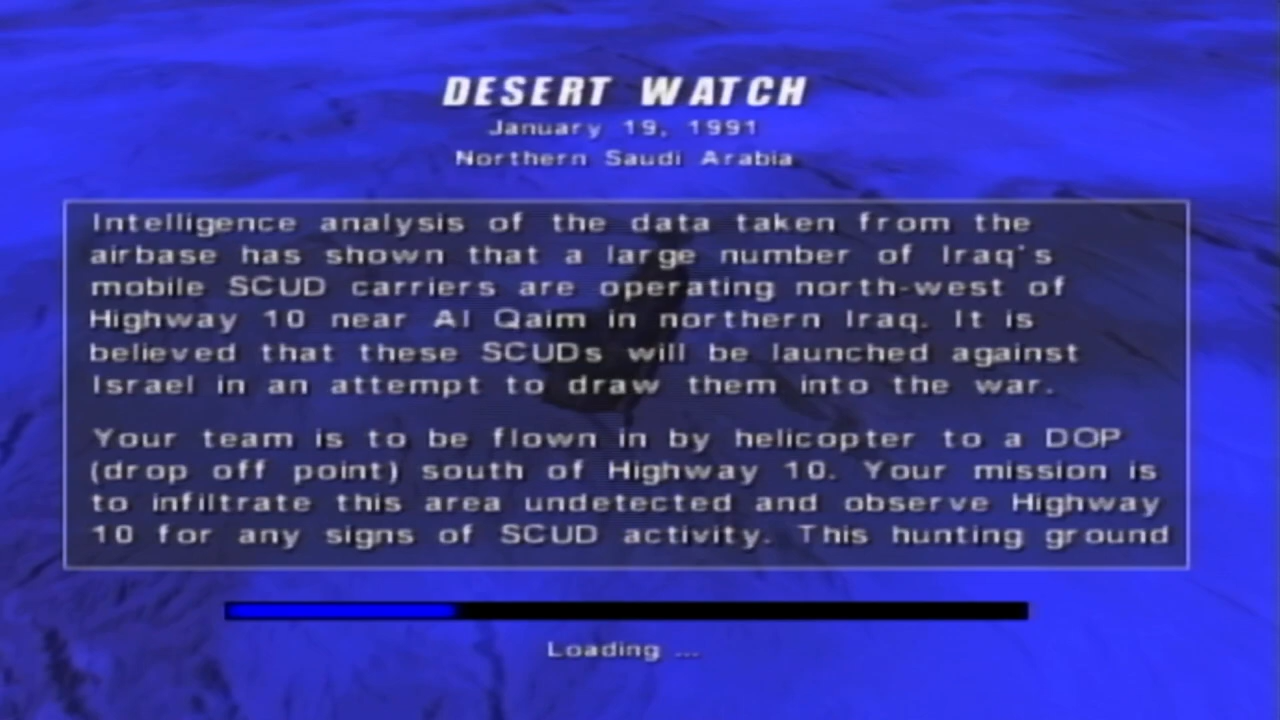 DESERT WATCH
January 19, 1991
Northern Saudi Arabia
Intelligence analysis of the data taken from the
airbase has shown that a large number of Iraq's
mobile SCUD carriers are operating north-west of
Highway 10 near Al Qaim in northern Iraq. It is
believed that these SCUDs will be launched against
Israel in an attempt to draw them into the war.
Your team is to be flown in by helicopter to a DOP
(drop off point) south of Highway 10. Your mission is
to infiltrate this area undetected and observe Highway
10 for any signs of SCUD activity. This hunting ground
Loading ...